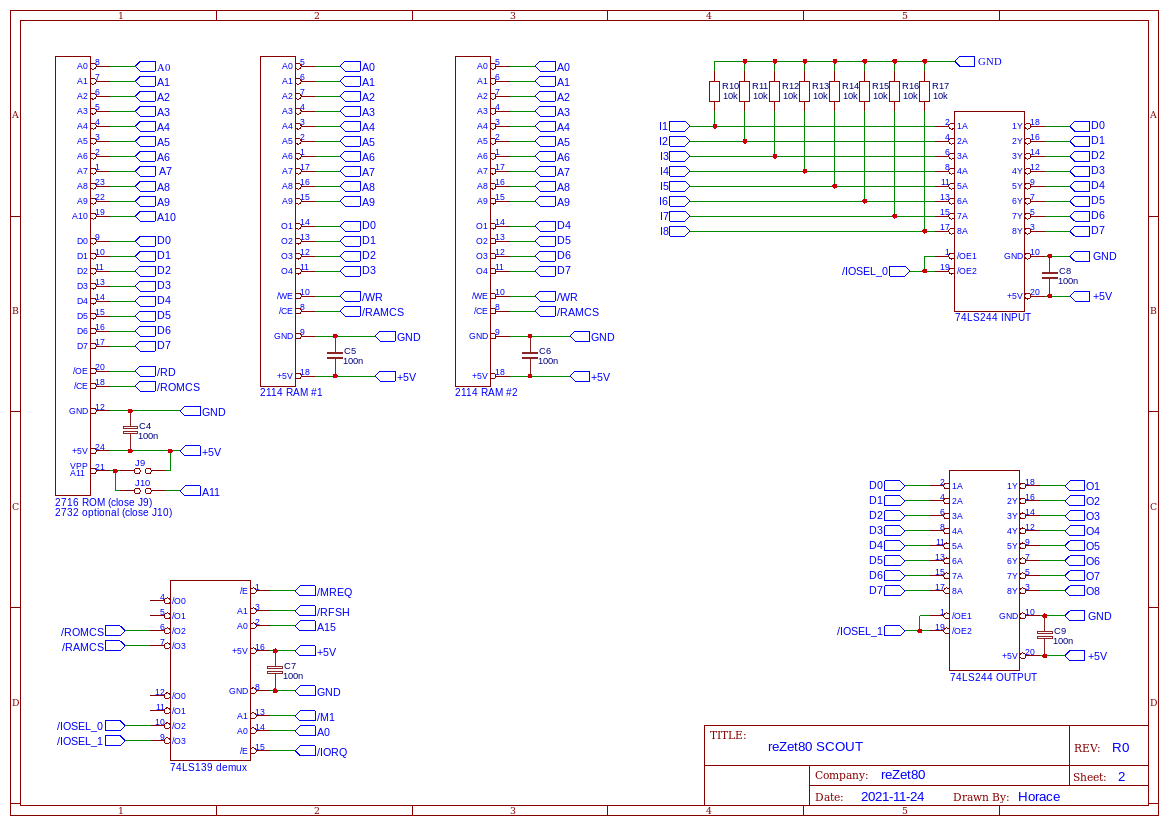 1 2 3 4 5
A A
B B
C C
D D
1 2 3 4 5
A0 8 A0
A1 7 A1
A2 6 A2
A3 5 A3
A4 4 A4
A5 3 A5
A6 2 A6
A7 1 A7
A8 23 A8
A9 22 A9
A10 19 A10
D0 9 D0
D1 10 D1
D2 11 D2
D3 13 D3
D4 14 D4
D5 15 D5
D6 16 D6
D7 17 D7
/OE 20 /RD
/CE 18 /ROMCS
GND 12 GND
C4
100n
+5V 24 +5V
VPP 21 J9
A11
J10 A11
2716 ROM (close J9)
2732 optional (close J10)
A0 5 A0
A1 6 A1
A2 7 A2
A3 4 A3
A4 3 A4
A5 2 A5
A6 1 A6
A7 17 A7
A8 16 A8
A9 15 A9
O1 14 D0
O2 13 D1
O3 12 D2
O4 11 D3
/WE 10 /WR
/CE 8 /RAMCS
GND 9 GND
C5
100n
+5V 18 +5V
2114 RAM #1
A0 5 A0
A1 6 A1
A2 7 A2
A3 4 A3
A4 3 A4
A5 2 A5
A6 1 A6
A7 17 A7
A8 16 A8
A9 15 A9
O1 14 D4
O2 13 D5
O3 12 D6
O4 11 D7
/WE 10 /WR
/CE 8 /RAMCS
GND 9 GND
C6
100n
+5V 18 +5V
2114 RAM #2
GND
R10 R11 R12 R13 R14 R15 R16 R17
10k 10k 10k 10k 10k 10k 10k 10k
I1 2 1A 1Y 18 D0
I2 4 2A 2Y 16 D1
I3 6 3A 3Y 14 D2
I4 8 4A 4Y 12 D3
I5 11 5A 5Y 9 D4
I6 13 6A 6Y 7 D5
I7 15 7A 7Y 5 D6
I8 17 8A 8Y 3 D7
1 /OE1 GND 10 GND
/IOSEL_0 19 /OE2 C8
100n
+5V 20 +5V
74LS244 INPUT
D0 2 1A 1Y 18 O1
D1 4 2A 2Y 16 O2
D2 6 3A 3Y 14 O3
D3 8 4A 4Y 12 O4
D4 11 5A 5Y 9 O5
D5 13 6A 6Y 7 O6
D6 15 7A 7Y 5 O7
D7 17 8A 8Y 3 O8
1 /OE1 GND 10 GND
/IOSEL_1 19 /OE2 C9
100n
+5V 20 +5V
74LS244 OUTPUT
/E 1 /MREQ
4 /O0
A1 3 /RFSH
5 /O1
A0 2 A15
/ROMCS 6 /O2
/RAMCS 7 /O3
+5V 16 +5V
C7
100n
GND 8 GND
12 /O0
11 /O1
A1 13 /M1
/IOSEL_0 10 /O2
A0 14 A0
/IOSEL_1 9 /O3
/E 15 /IORQ
74LS139 demux
TITLE:
reZet80 SCOUT
REV: R0
Company: reZet80
Sheet: 2
Date: 2021-11-24 Drawn By: Horace